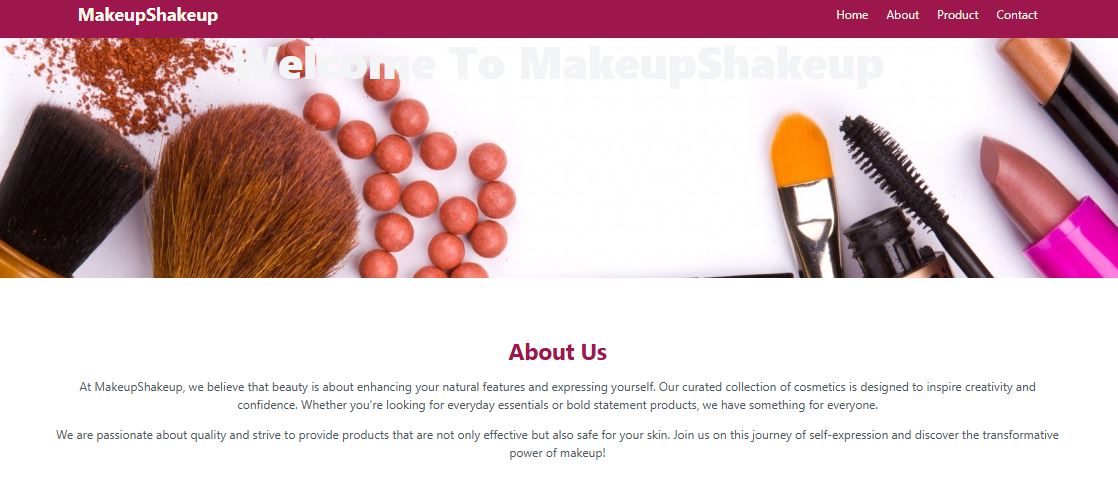 MakeupShakeup
Home About Product Contact
Welcome To MakeupShakeup
About Us
At MakeupShakeup, we believe that beauty is about enhancing your natural features and expressing yourself. Our curated collection of cosmetics is designed to inspire creativity and
confidence. Whether you’re looking for everyday essentials or bold statement products, we have something for everyone.
We are passionate about quality and strive to provide products that are not only effective but also safe for your skin. Join us on this journey of self-expression and discover the transformative
power of makeup!